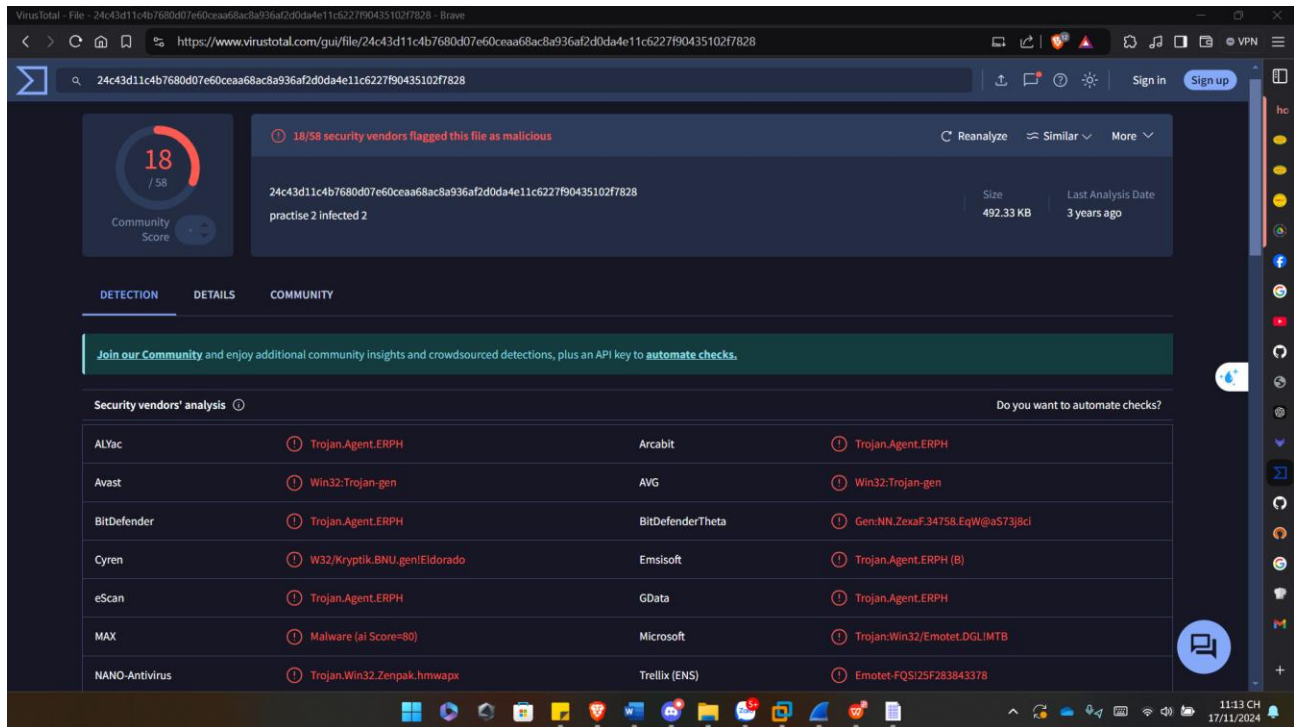 VirusTotal - File - 24c43d11c4b7680d07e60ceaa68ac8a936af2d0da4e11c6227f90435102f7828 - Brave
https://www.virustotal.com/gui/file/24c43d11c4b7680d07e60ceaa68ac8a936af2d0da4e11c6227f90435102f7828
VPN
24c43d11c4b7680d07e60ceaa68ac8a936af2d0da4e11c6227f90435102f7828
Sign in Sign up
18/58 security vendors flagged this file as malicious
Reanalyze Similar More
18
/ 58
Community
Score
24c43d11c4b7680d07e60ceaa68ac8a936af2d0da4e11c6227f90435102f7828
practise 2 infected 2
Size
492.33 KB
Last Analysis Date
3 years ago
DETECTION DETAILS COMMUNITY
Join our Community and enjoy additional community insights and crowdsourced detections, plus an API key to automate checks.
Security vendors' analysis Do you want to automate checks?
ALYac Trojan.Agent.ERPH Arcabit Trojan.Agent.ERPH
Avast Win32:Trojan-gen AVG Win32:Trojan-gen
BitDefender Trojan.Agent.ERPH BitDefenderTheta Gen:NN.ZexaF.34758.EqW@aS73j8ci
Cyren W32/Kryptik.BNU.gen!Eldorado Emsisoft Trojan.Agent.ERPH (B)
eScan Trojan.Agent.ERPH GData Trojan.Agent.ERPH
MAX Malware (ai Score=80) Microsoft Trojan:Win32/Emotet.DGL!MTB
NANO-Antivirus Trojan.Win32.Zenpak.hmwapx Trellix (ENS) Emotet-FQS!25F283843378
11:13 CH
17/11/2024